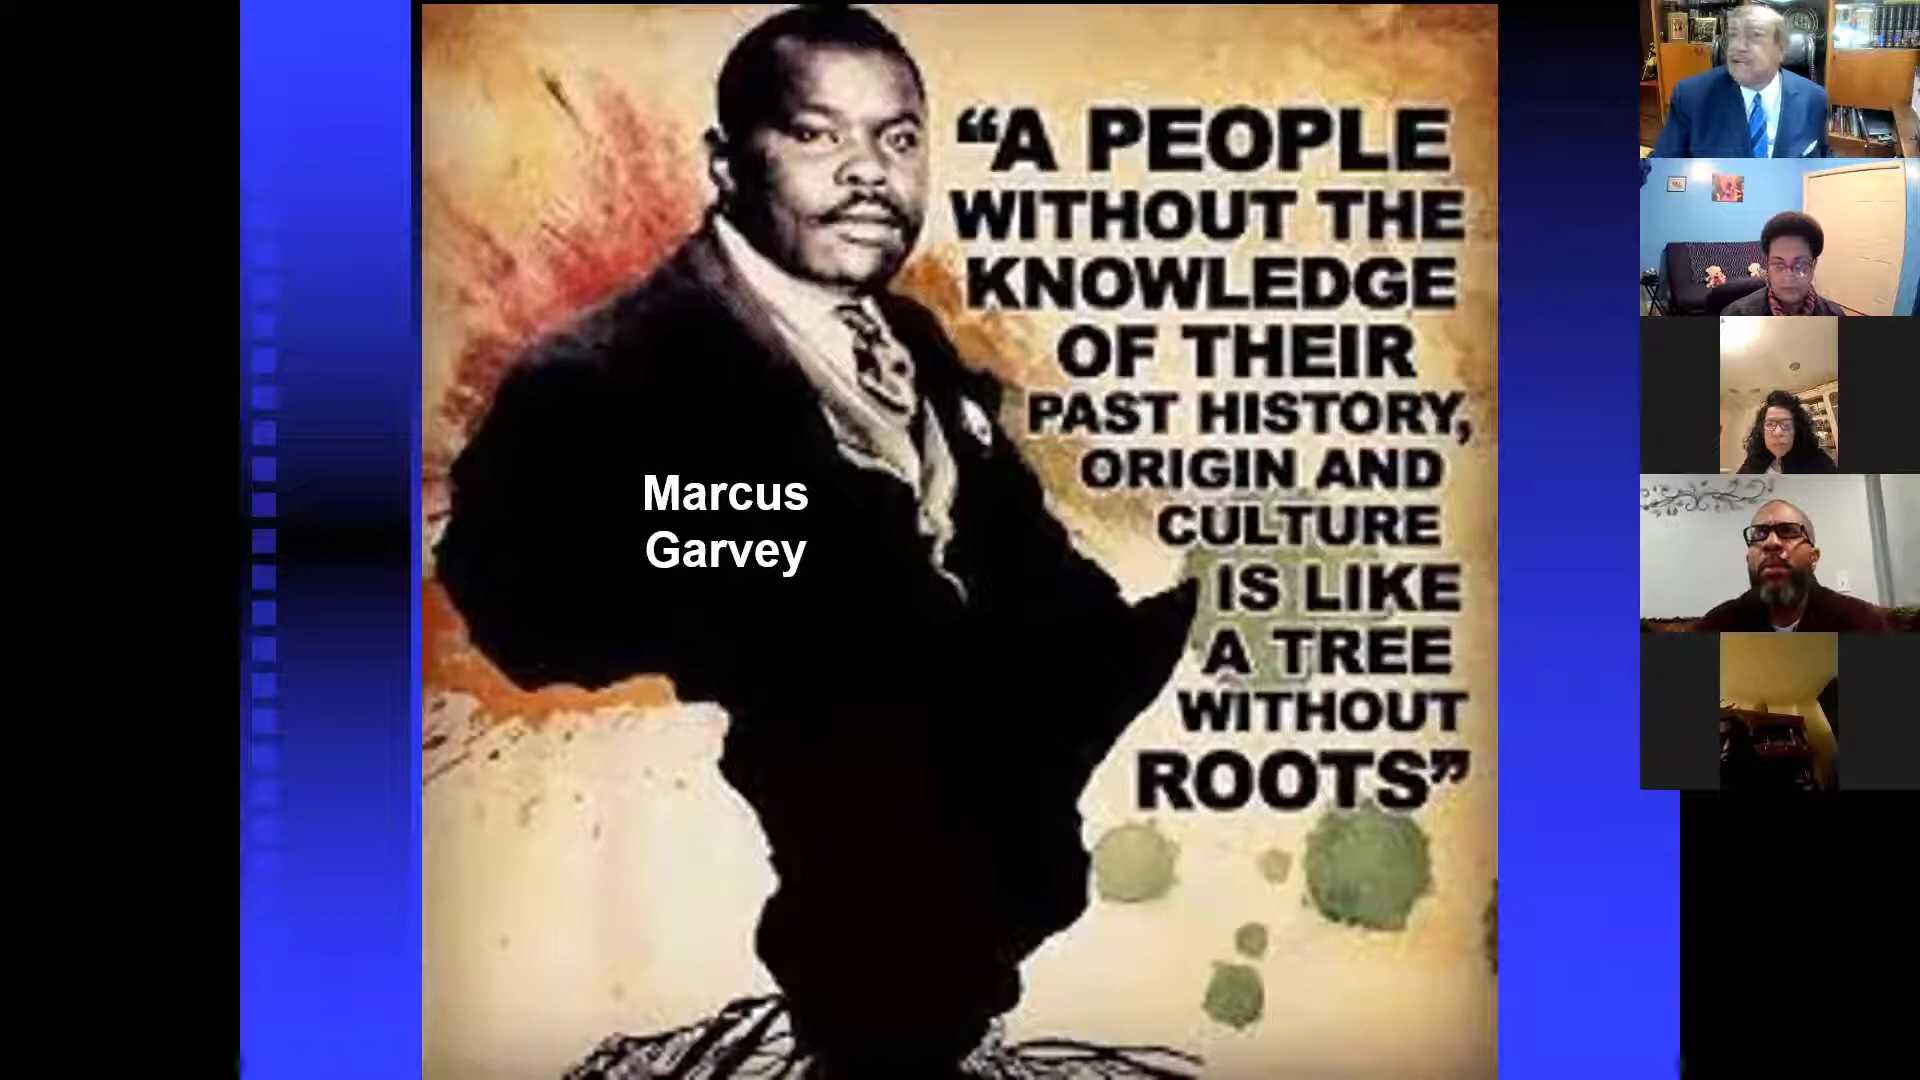 “A PEOPLE
WITHOUT THE
KNOWLEDGE
OF THEIR
PAST HISTORY,
ORIGIN AND
CULTURE
IS LIKE
A TREE
WITHOUT
ROOTS”
Marcus
Garvey